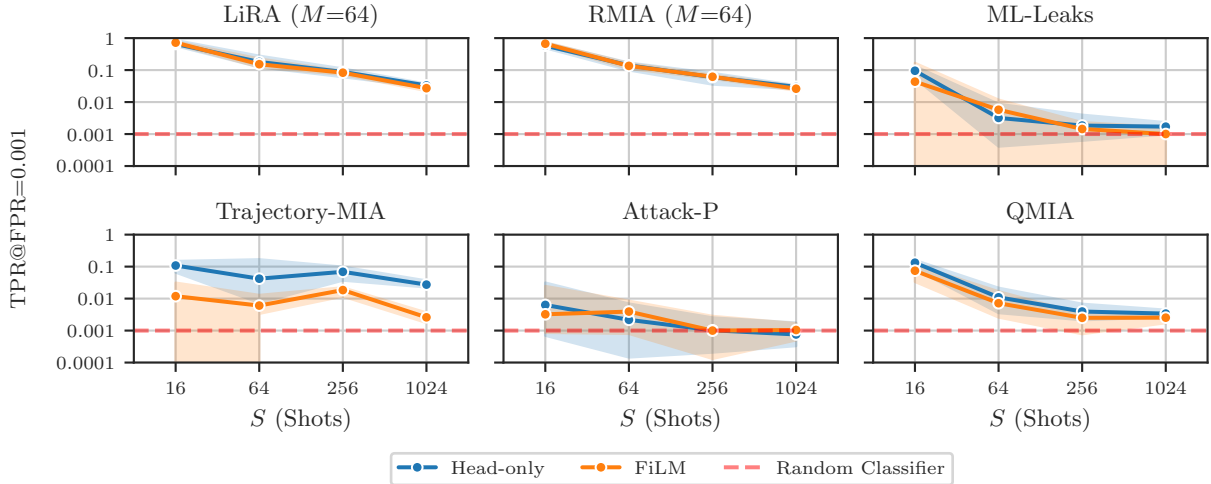 LiRA (M=64)
RMIA (M=64)
ML-Leaks
1
0.1
0.01
0.001
0.0001
TPR@FPR=0.001
Trajectory-MIA
Attack-P
QMIA
1
0.1
0.01
0.001
0.0001
16 64 256 1024
16 64 256 1024
16 64 256 1024
S (Shots)
S (Shots)
S (Shots)
Head-only FiLM Random Classifier